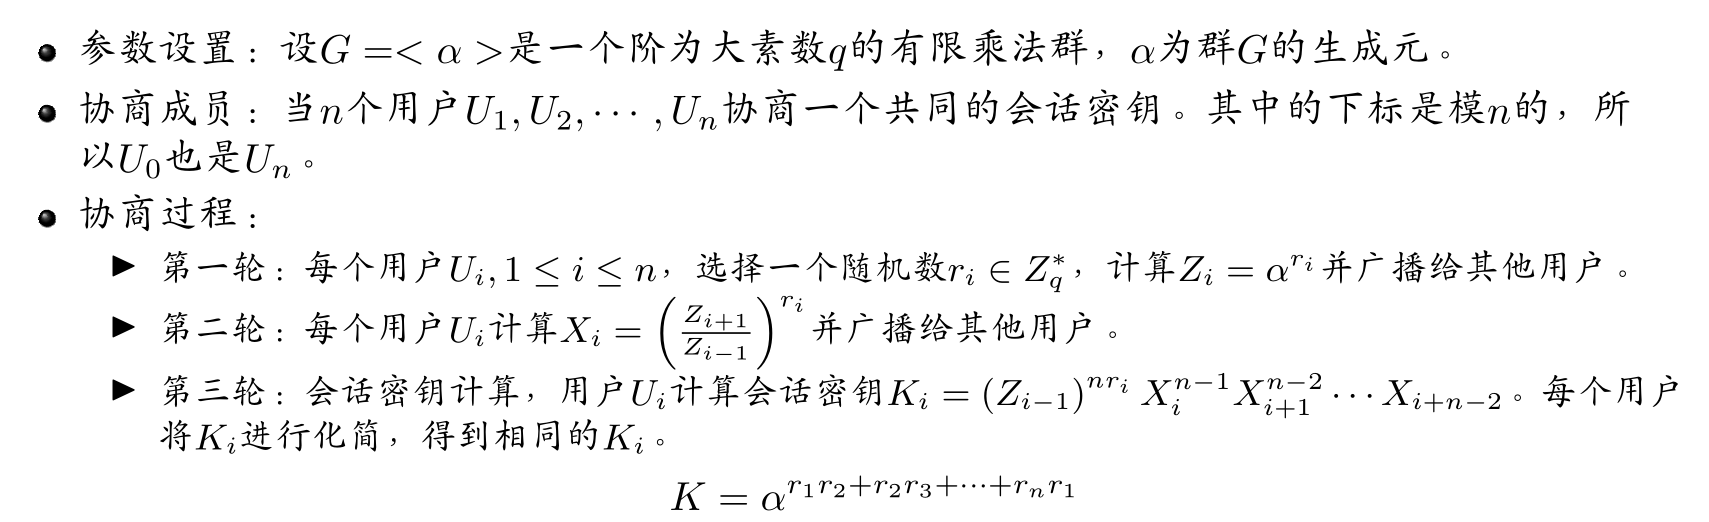 参数设置：设$G =< \alpha >$是一个阶为大素数$q$的有限乘法群，$\alpha$为群$G$的生成元。
协商成员：当$n$个用户$U_1, U_2, \cdots, U_n$协商一个共同的会话密钥。其中的下标是模$n$的，所
以$U_0$也是$U_n$。
协商过程：
第一轮：每个用户$U_i, 1 \leq i \leq n$，选择一个随机数$r_i \in Z_q^*$，计算$Z_i = \alpha^{r_i}$并广播给其他用户。
第二轮：每个用户$U_i$计算$X_i = \left( \frac{Z_{i+1}}{Z_{i-1}} \right)^{r_i}$并广播给其他用户。
第三轮：会话密钥计算，用户$U_i$计算会话密钥$K_i = (Z_{i-1})^{nr_i} X_i^{n-1} X_{i+1}^{n-2} \cdots X_{i+n-2}$。每个用户
将$K_i$进行化简，得到相同的$K_i$。
$K = \alpha^{r_1 r_2 + r_2 r_3 + \cdots + r_n r_1}$